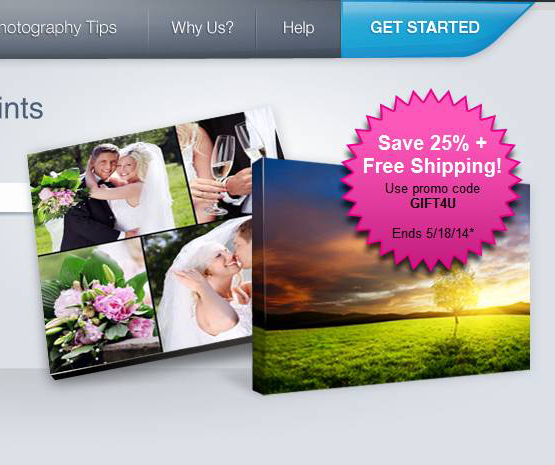 hotography Tips
Why Us?
Help
GET STARTED
ints
Save 25% +
Free Shipping!
Use promo code
GIFT4U
Ends 5/18/14*